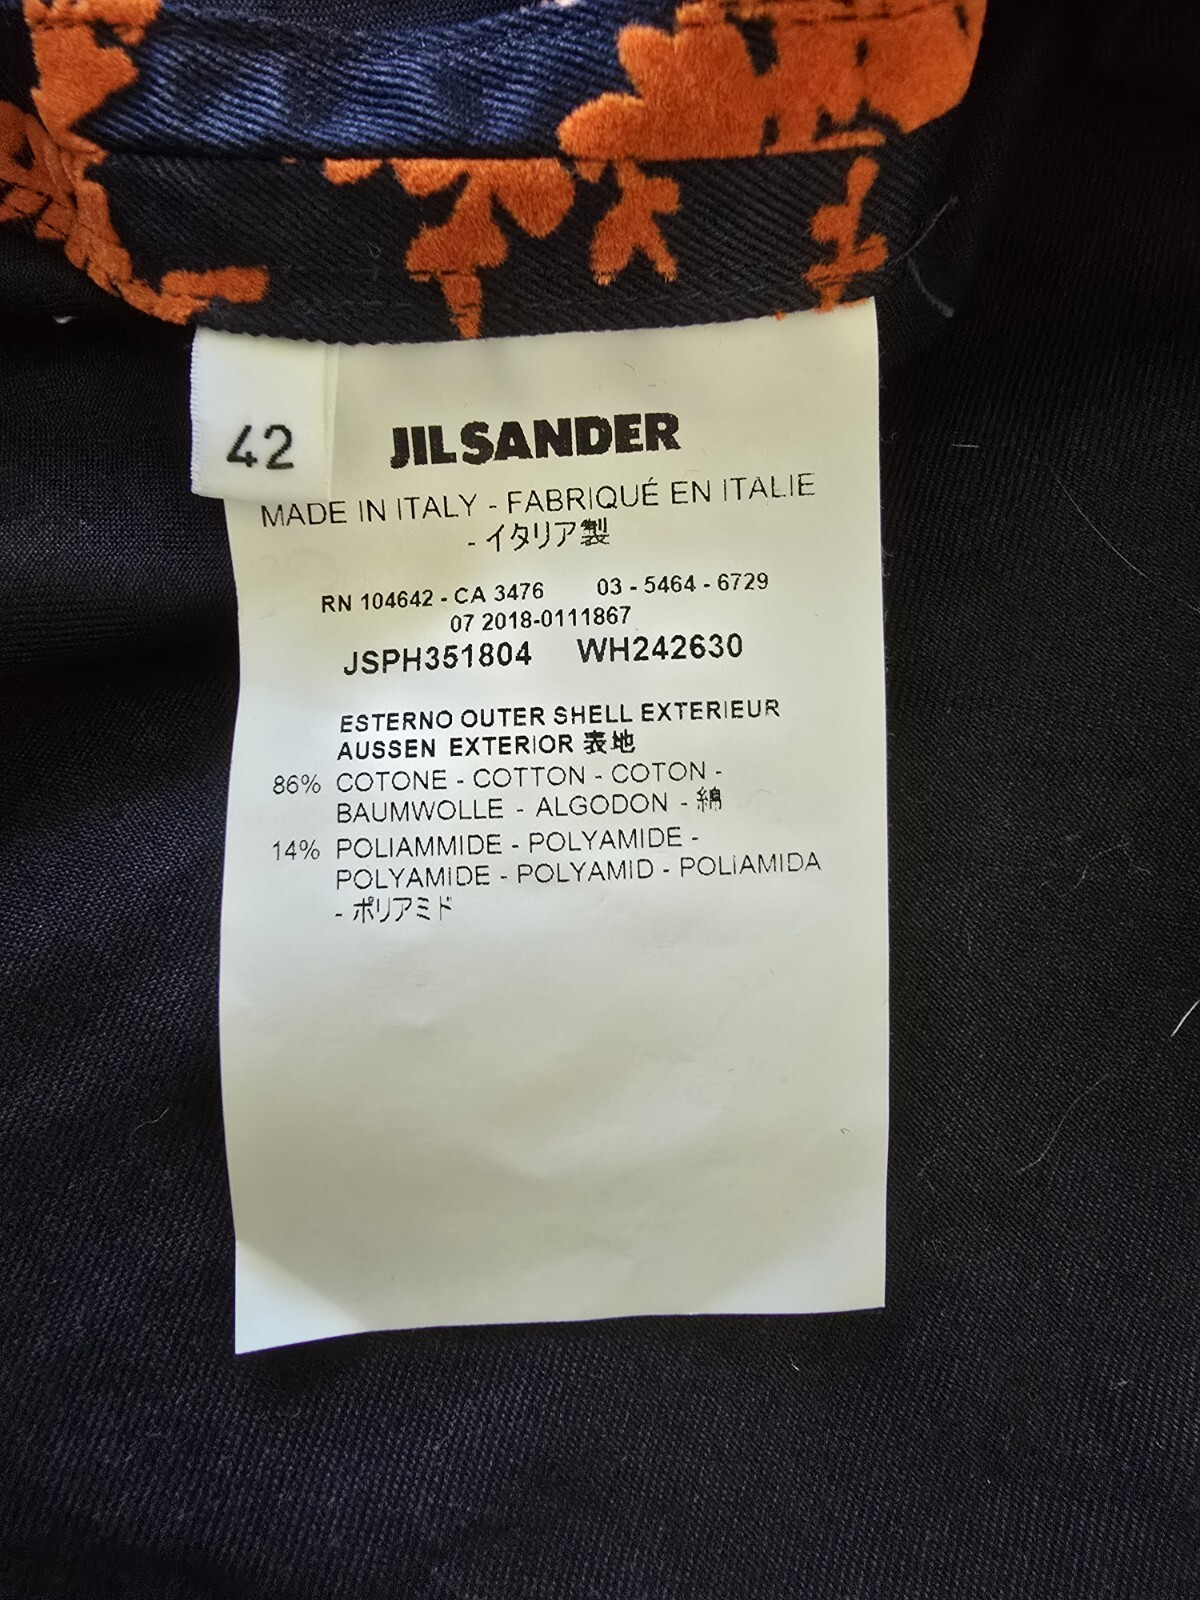 42
JIL SANDER
MADE IN ITALY - FABRIQUÉ EN ITALIE
- イタリア製
RN 104642 - CA 3476 03 - 5464 - 6729
07 2018-0111867
JSPH351804 WH242630
ESTERNO OUTER SHELL EXTERIEUR
AUSSEN EXTERIOR 表地
86% COTONE - COTTON - COTON -
BAUMWOLLE - ALGODON - 綿
14% POLIAMMIDE - POLYAMIDE -
POLYAMIDE - POLYAMID - POLIAMIDA
- ポリアミド